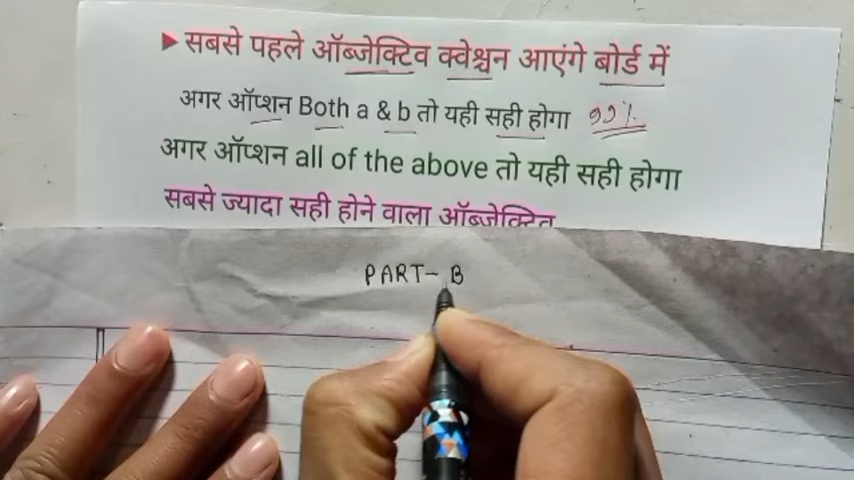 ▶ सबसे पहले ऑब्जेक्टिव क्वेश्चन आएंगे बोर्ड में
अगर ऑप्शन Both a & b तो यही सही होगा 99%
अगर ऑप्शन all of the above तो यही सही होगा
सबसे ज्यादा सही होने वाला ऑब्जेक्टिव
PART- B